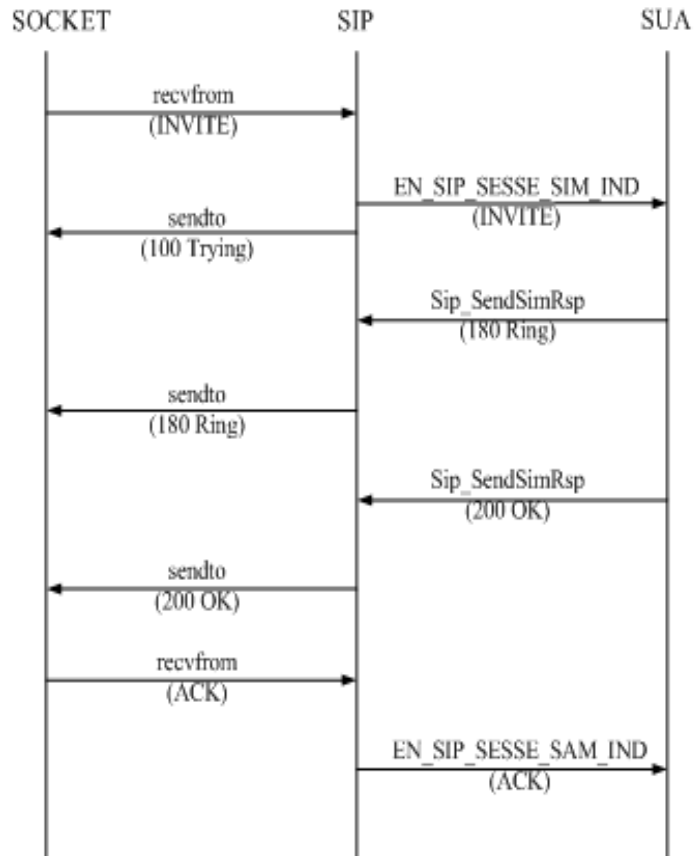 SOCKET SIP SUA
recvfrom
(INVITE)
EN_SIP_SESSE_SIM_IND
(INVITE)
sendto
(100 Trying)
Sip_SendSimRsp
(180 Ring)
sendto
(180 Ring)
Sip_SendSimRsp
(200 OK)
sendto
(200 OK)
recvfrom
(ACK)
EN_SIP_SESSE_SAM_IND
(ACK)